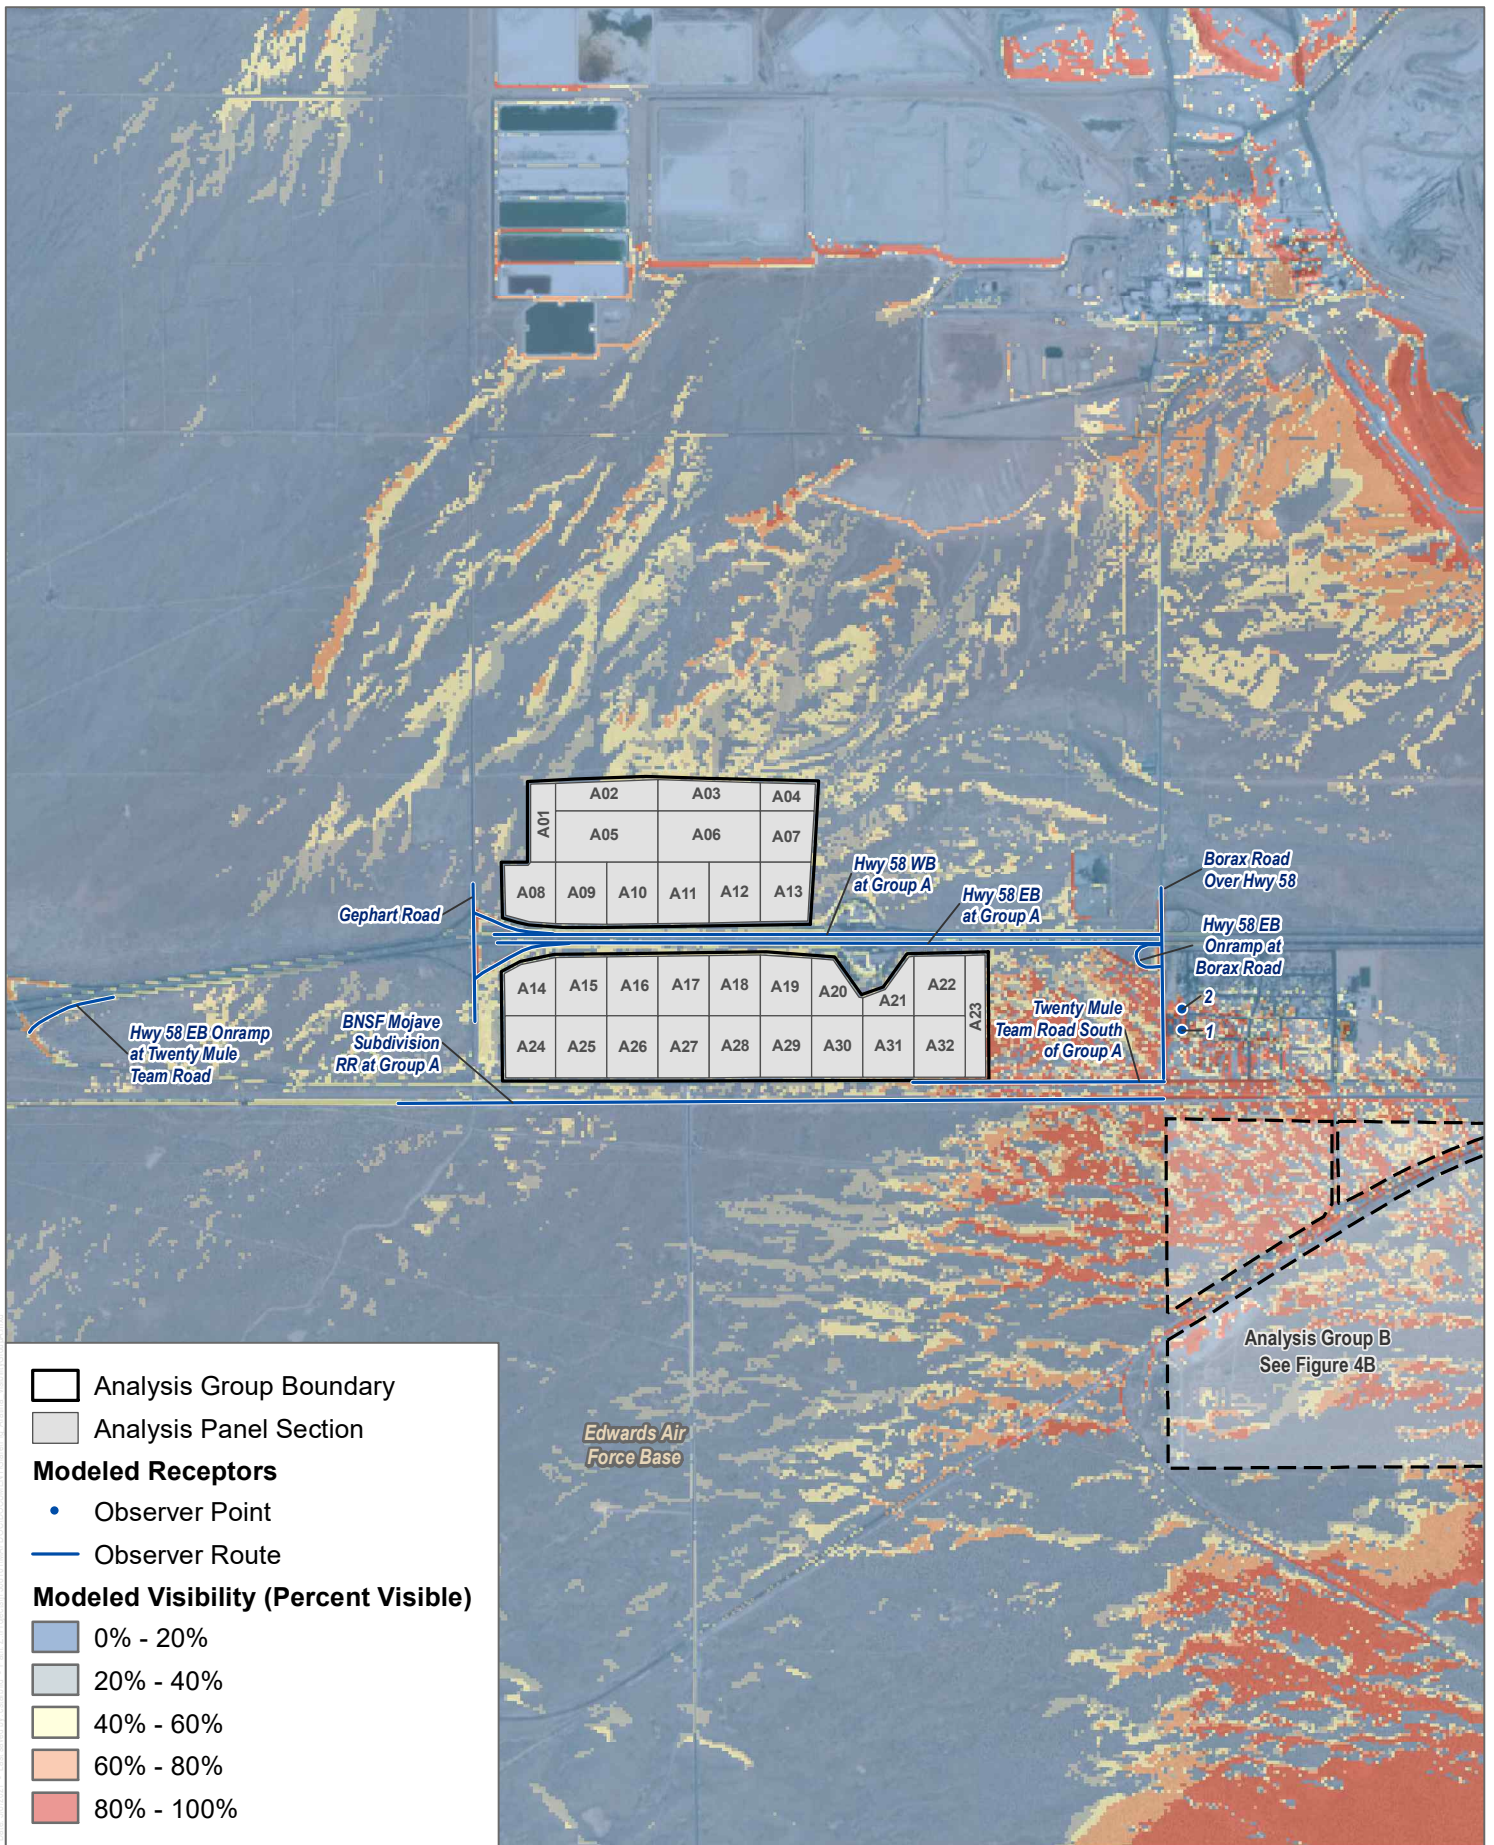 A01
A02
A03
A04
A05
A06
A07
A08
A09
A10
A11
A12
A13
Hwy 58 WB
at Group A
Hwy 58 EB
at Group A
Borax Road
Over Hwy 58
Gephart Road
Hwy 58 EB
Onramp at
Borax Road
A14
A15
A16
A17
A18
A19
A20
A21
A22
A23
2
1
Twenty Mule
Team Road South
of Group A
Hwy 58 EB Onramp
at Twenty Mule
Team Road
BNSF Mojave
Subdivision
RR at Group A
A24
A25
A26
A27
A28
A29
A30
A31
A32
Analysis Group B
See Figure 4B
Edwards Air
Force Base
Analysis Group Boundary
Analysis Panel Section
Modeled Receptors
Observer Point
Observer Route
Modeled Visibility (Percent Visible)
0% - 20%
20% - 40%
40% - 60%
60% - 80%
80% - 100%